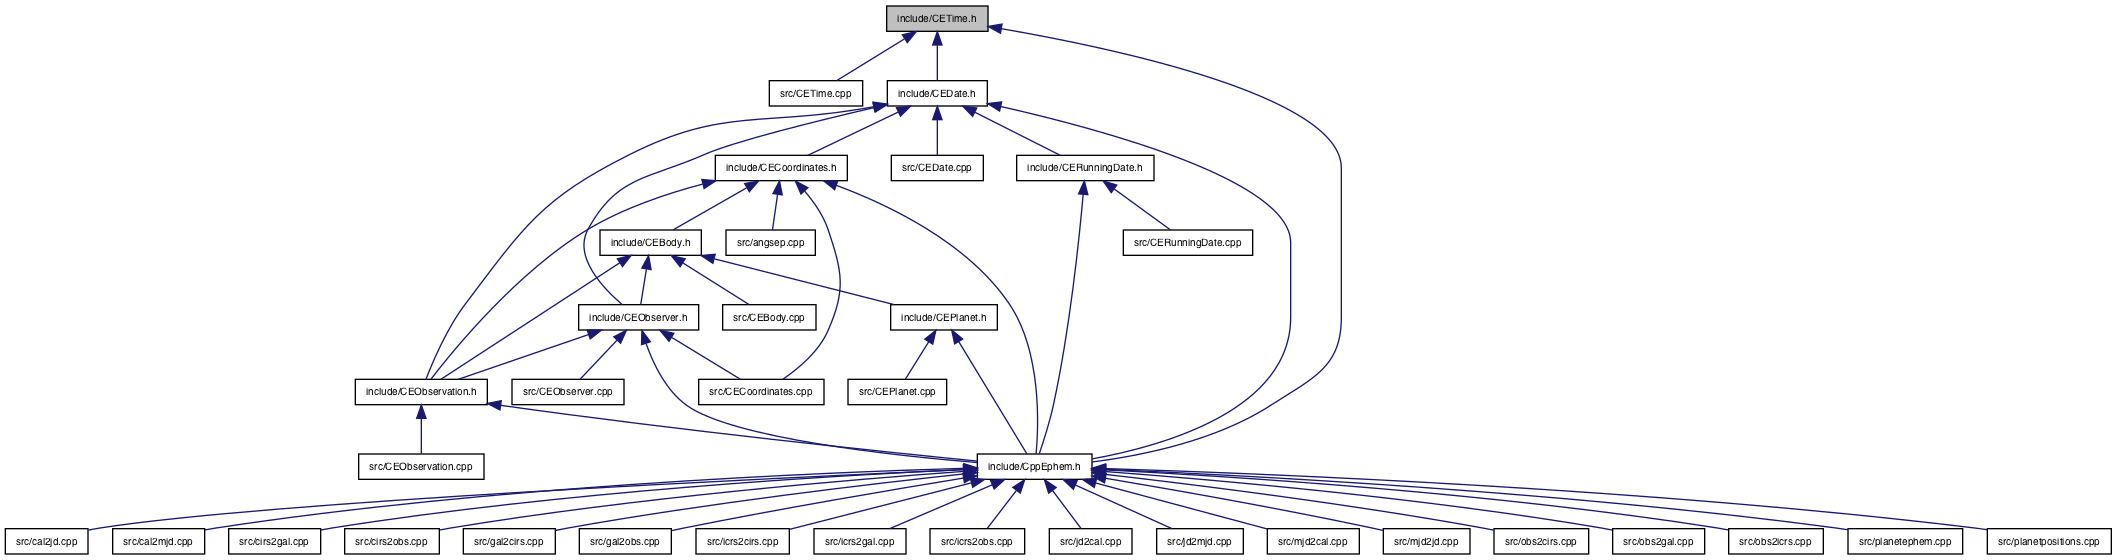 include/CETime.h
src/CETime.cpp
include/CEDate.h
include/CECoordinates.h
src/CEDate.cpp
include/CERunningDate.h
include/CEBody.h
src/angsep.cpp
src/CERunningDate.cpp
include/CEObserver.h
src/CEBody.cpp
include/CEPlanet.h
include/CEObservation.h
src/CEObserver.cpp
src/CECoordinates.cpp
src/CEPlanet.cpp
src/CEObservation.cpp
include/CppEphem.h
src/cal2jd.cpp
src/cal2mjd.cpp
src/cirs2gal.cpp
src/cirs2obs.cpp
src/gal2cirs.cpp
src/gal2obs.cpp
src/icrs2cirs.cpp
src/icrs2gal.cpp
src/icrs2obs.cpp
src/jd2cal.cpp
src/jd2mjd.cpp
src/mjd2cal.cpp
src/mjd2jd.cpp
src/obs2cirs.cpp
src/obs2gal.cpp
src/obs2icrs.cpp
src/planetephem.cpp
src/planetpositions.cpp